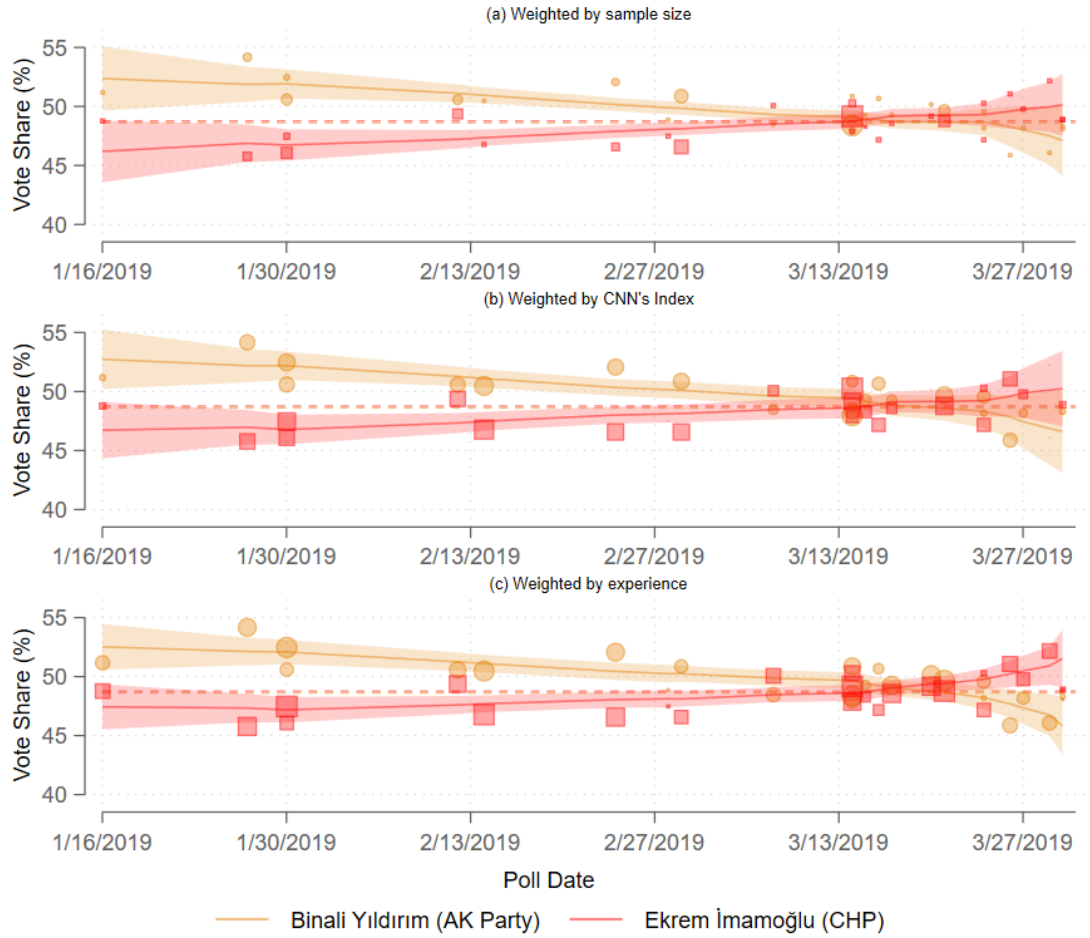 (a) Weighted by sample size
Vote Share (%)
55
50
45
40
1/16/2019 1/30/2019 2/13/2019 2/27/2019 3/13/2019 3/27/2019
(b) Weighted by CNN's Index
Vote Share (%)
55
50
45
40
1/16/2019 1/30/2019 2/13/2019 2/27/2019 3/13/2019 3/27/2019
(c) Weighted by experience
Vote Share (%)
55
50
45
40
1/16/2019 1/30/2019 2/13/2019 2/27/2019 3/13/2019 3/27/2019
Poll Date
Binali Yıldırım (AK Party) Ekrem İmamoğlu (CHP)